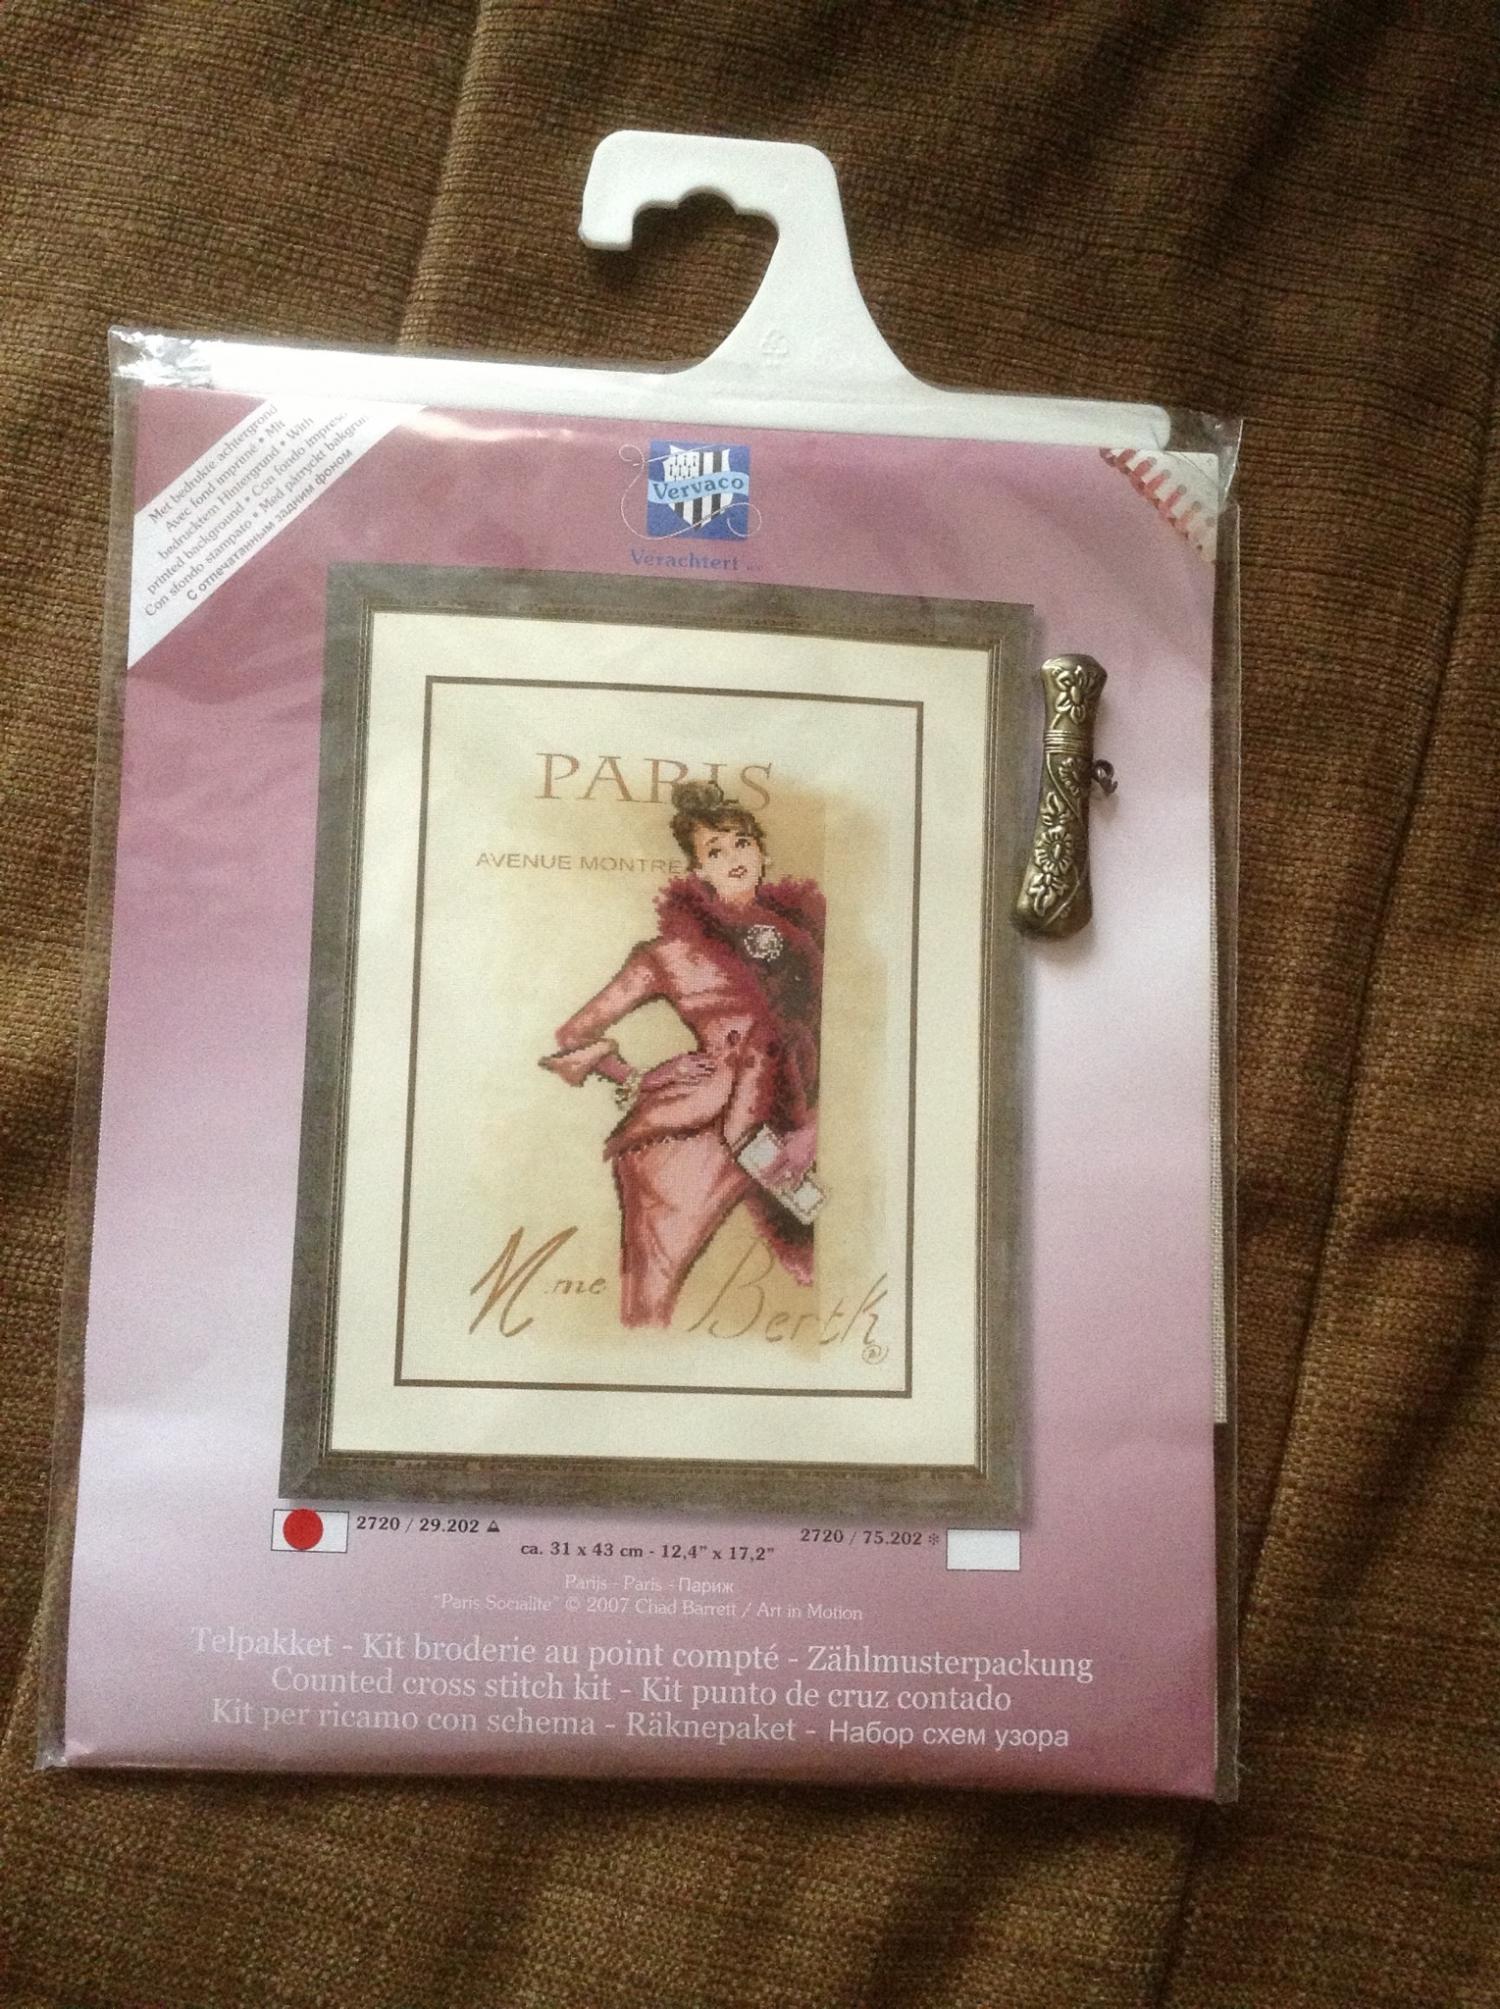 Met bedrukte achtergrond
Avec fond imprimé • Mit
bedrucktem Hintergrund • With
printed background • Con fondo impreso
Con sfondo stampato • Med påtryckt bakgrund
С отпечатанным задним фоном
Vervaco
Verachtert
PARIS
AVENUE MONTRE
Mme Berth
2720 / 29.202
2720 / 75.202
ca. 31 x 43 cm - 12,4" x 17,2"
Parijs - Paris - Париж
"Paris Socialite" © 2007 Chad Barrett / Art in Motion
Telpakket - Kit broderie au point compté - Zählmusterpackung
Counted cross stitch kit - Kit punto de cruz contado
Kit per ricamo con schema - Räknepaket - Набор схем узора